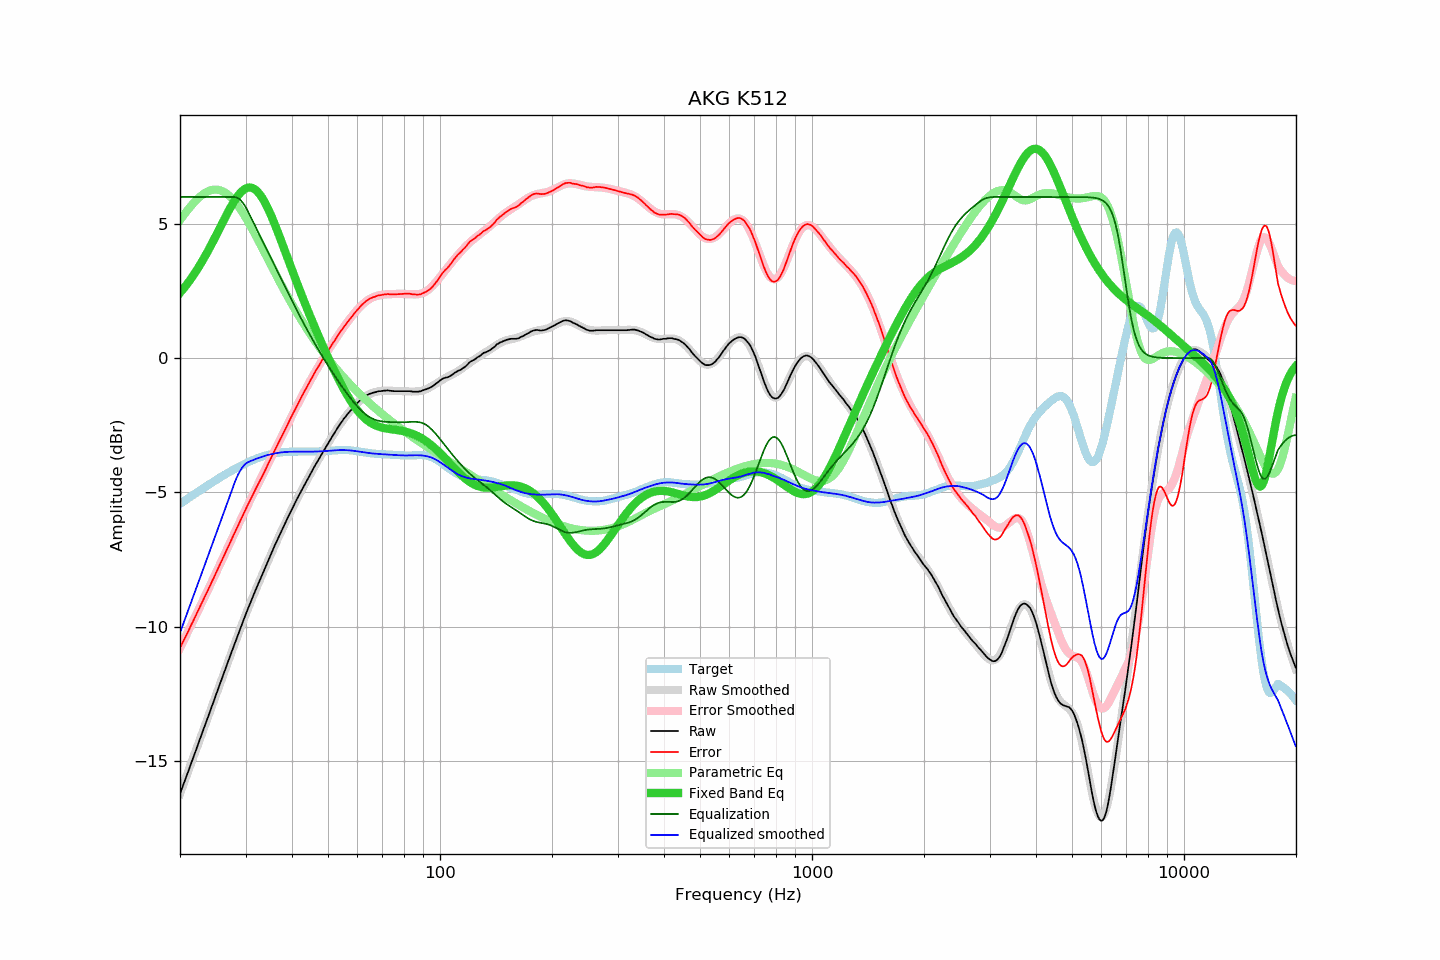 AKG K512
Amplitude (dBr)
5
0
−5
−10
−15
Target
Raw Smoothed
Error Smoothed
Raw
Error
Parametric Eq
Fixed Band Eq
Equalization
Equalized smoothed
100 1000 10000
Frequency (Hz)